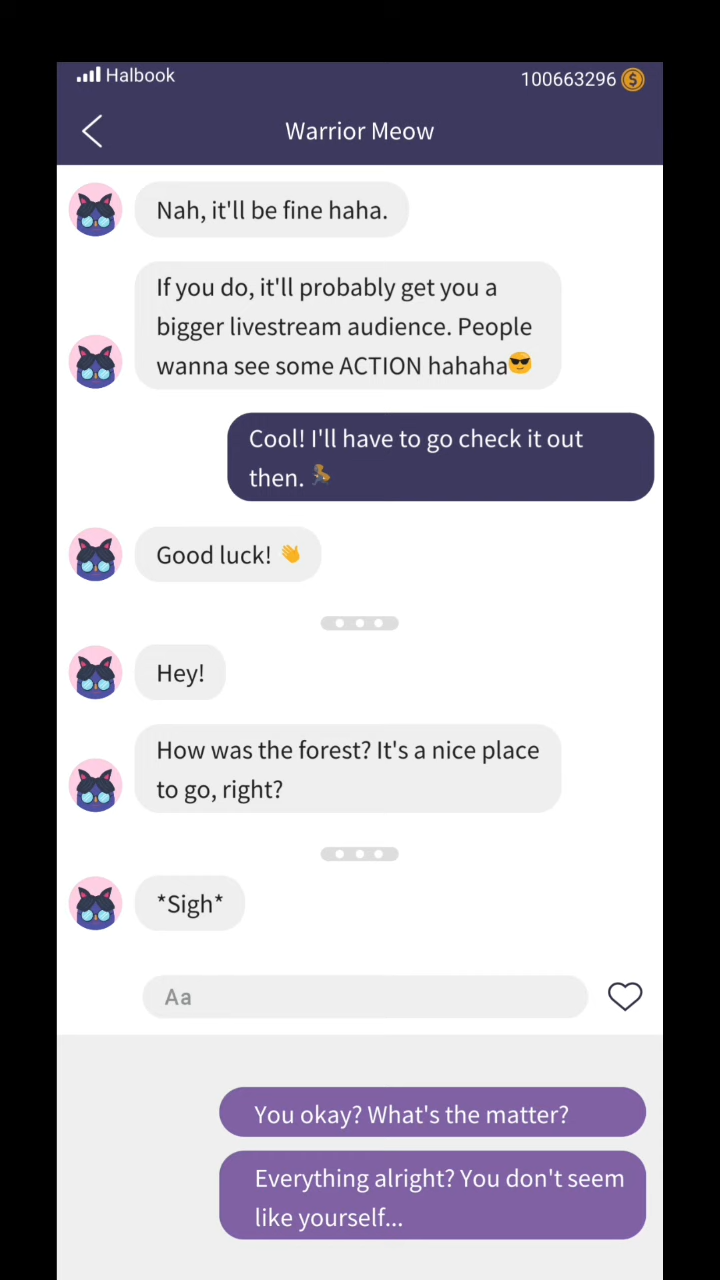 Halbook
100663296
Warrior Meow
Nah, it'll be fine haha.
If you do, it'll probably get you a
bigger livestream audience. People
wanna see some ACTION hahaha😎
Cool! I'll have to go check it out
then. 🏃
Good luck! 👋
Hey!
How was the forest? It's a nice place
to go, right?
*Sigh*
Aa
You okay? What's the matter?
Everything alright? You don't seem
like yourself...